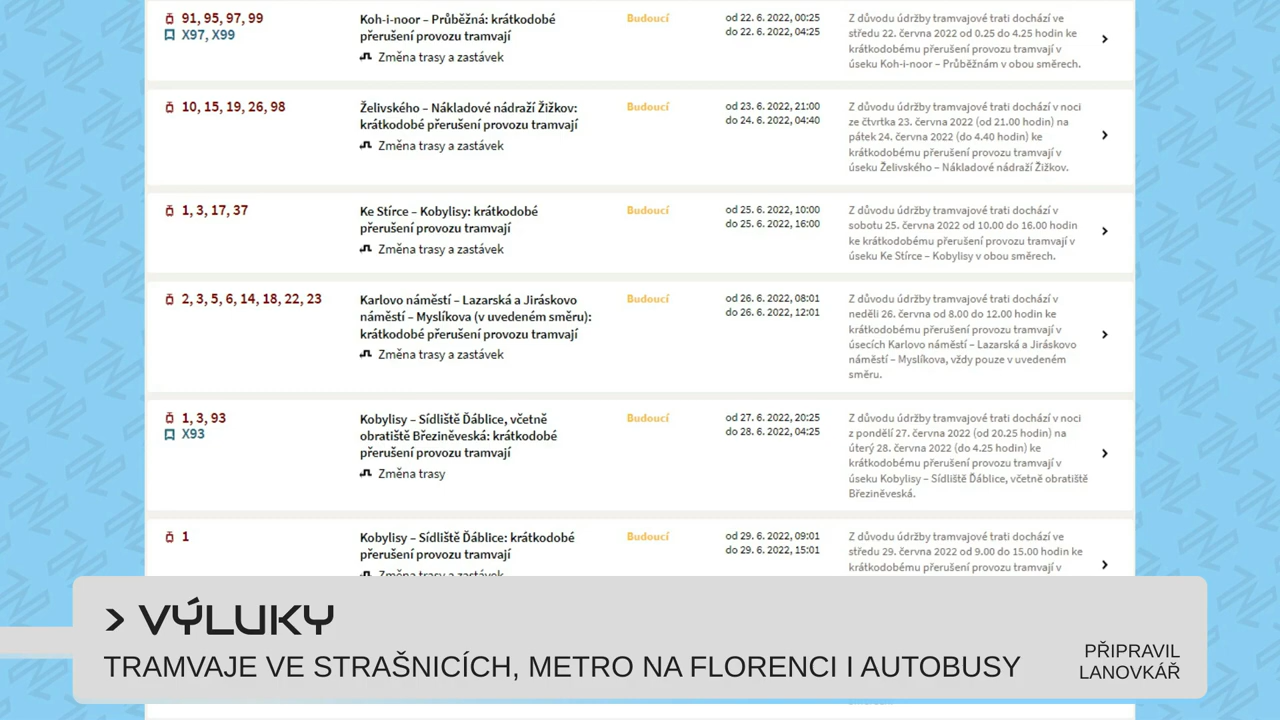 91, 95, 97, 99
X97, X99
Koh-i-noor – Průběžná: krátkodobé
přerušení provozu tramvají
Změna trasy a zastávek
Budoucí
od 22. 6. 2022, 00:25
do 22. 6. 2022, 04:25
Z důvodu údržby tramvajové trati dochází ve
středu 22. června 2022 od 0.25 do 4.25 hodin ke
krátkodobému přerušení provozu tramvají v
úseku Koh-i-noor – Průběžnám v obou směrech.
10, 15, 19, 26, 98
Želivského – Nákladové nádraží Žižkov:
krátkodobé přerušení provozu tramvají
Změna trasy a zastávek
Budoucí
od 23. 6. 2022, 21:00
do 24. 6. 2022, 04:40
Z důvodu údržby tramvajové trati dochází v noci
ze čtvrtka 23. června 2022 (od 21.00 hodin) na
pátek 24. června 2022 (do 4.40 hodin) ke
krátkodobému přerušení provozu tramvají v
úseku Želivského – Nákladové nádraží Žižkov.
1, 3, 17, 37
Ke Stírce – Kobylisy: krátkodobé
přerušení provozu tramvají
Změna trasy a zastávek
Budoucí
od 25. 6. 2022, 10:00
do 25. 6. 2022, 16:00
Z důvodu údržby tramvajové trati dochází v
sobotu 25. června 2022 od 10.00 do 16.00 hodin
ke krátkodobému přerušení provozu tramvají v
úseku Ke Stírce – Kobylisy v obou směrech.
2, 3, 5, 6, 14, 18, 22, 23
Karlovo náměstí – Lazarská a Jiráskovo
náměstí – Myslíkova (v uvedeném směru):
krátkodobé přerušení provozu tramvají
Změna trasy a zastávek
Budoucí
od 26. 6. 2022, 08:01
do 26. 6. 2022, 12:01
Z důvodu údržby tramvajové trati dochází v
neděli 26. června od 8.00 do 12.00 hodin ke
krátkodobému přerušení provozu tramvají v
úsecích Karlovo náměstí – Lazarská a Jiráskovo
náměstí – Myslíkova, vždy pouze v uvedeném
směru.
1, 3, 93
X93
Kobylisy – Sídliště Ďáblice, včetně
obratiště Březiněveská: krátkodobé
přerušení provozu tramvají
Změna trasy
Budoucí
od 27. 6. 2022, 20:25
do 28. 6. 2022, 04:25
Z důvodu údržby tramvajové trati dochází v noci
z pondělí 27. června 2022 (od 20.25 hodin) na
úterý 28. června 2022 (do 4.25 hodin) ke
krátkodobému přerušení provozu tramvají v
úseku Kobylisy – Sídliště Ďáblice, včetně obratiště
Březiněveská.
1
Kobylisy – Sídliště Ďáblice: krátkodobé
přerušení provozu tramvají
Změna trasy a zastávek
Budoucí
od 29. 6. 2022, 09:01
do 29. 6. 2022, 15:01
Z důvodu údržby tramvajové trati dochází ve
středu 29. června 2022 od 9.00 do 15.00 hodin ke
krátkodobému přerušení provozu tramvají v
> VÝLUKY
TRAMVAJE VE STRAŠNICÍCH, METRO NA FLORENCI I AUTOBUSY
PŘIPRAVIL
LANOVKÁŘ